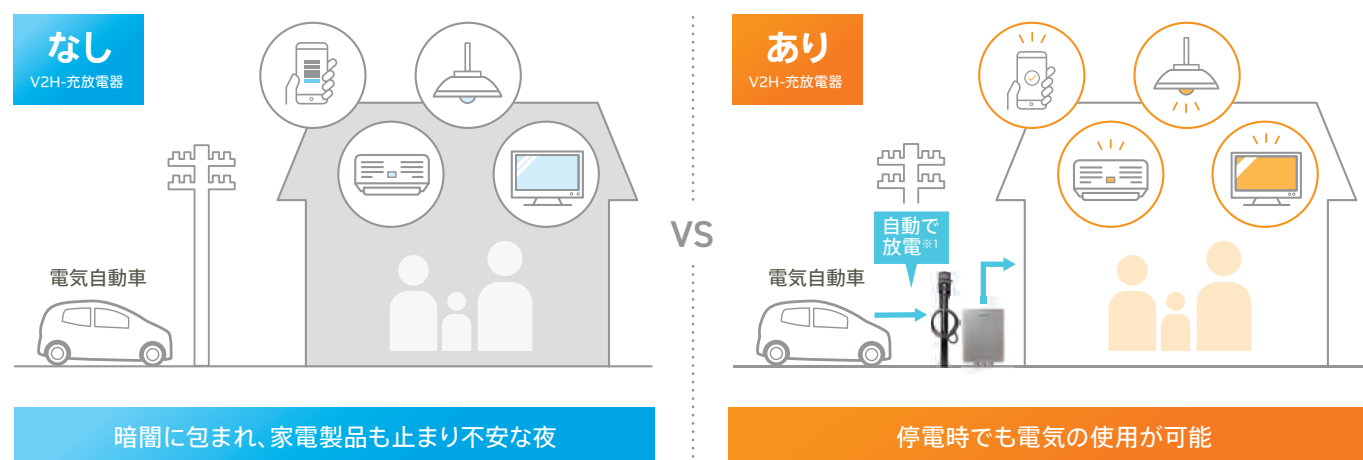 なし
V2H-充放電器
電気自動車
暗闇に包まれ、家電製品も止まり不安な夜
VS
あり
V2H-充放電器
自動で
放電※1
電気自動車
停電時でも電気の使用が可能